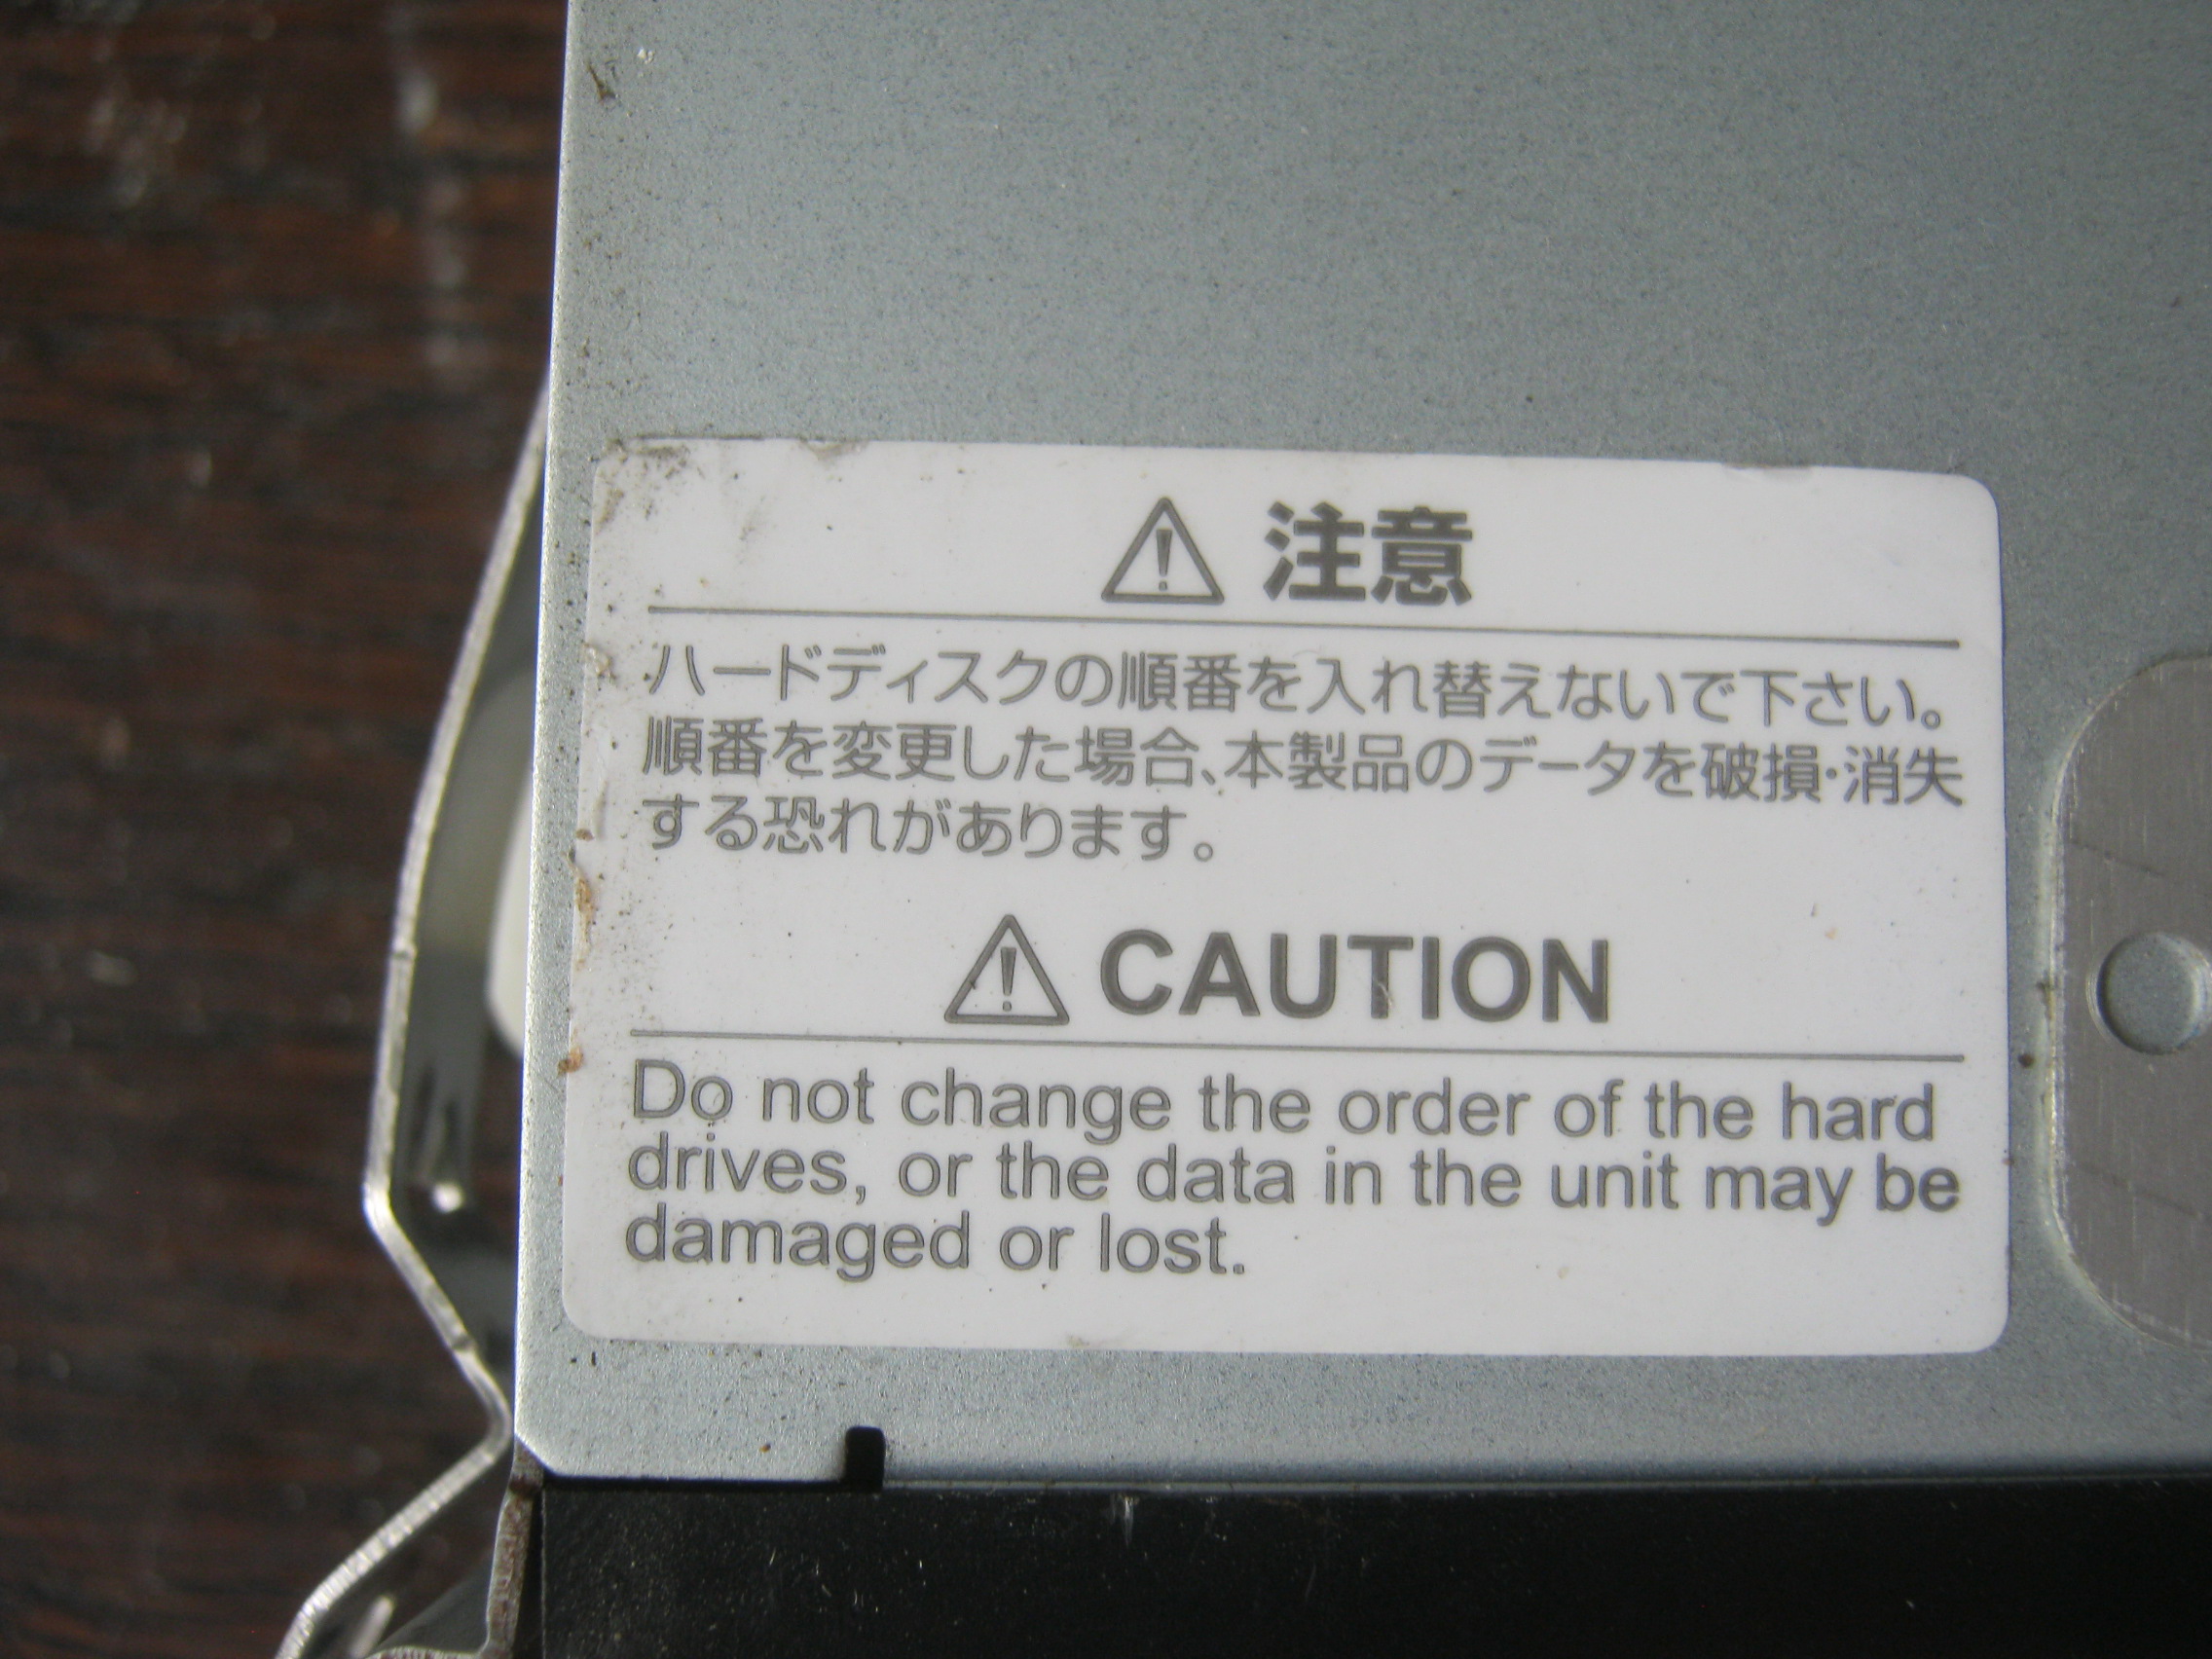 注意
ハードディスクの順番を入れ替えないで下さい。
順番を変更した場合、本製品のデータを破損・消失
する恐れがあります。
CAUTION
Do not change the order of the hard
drives, or the data in the unit may be
damaged or lost.